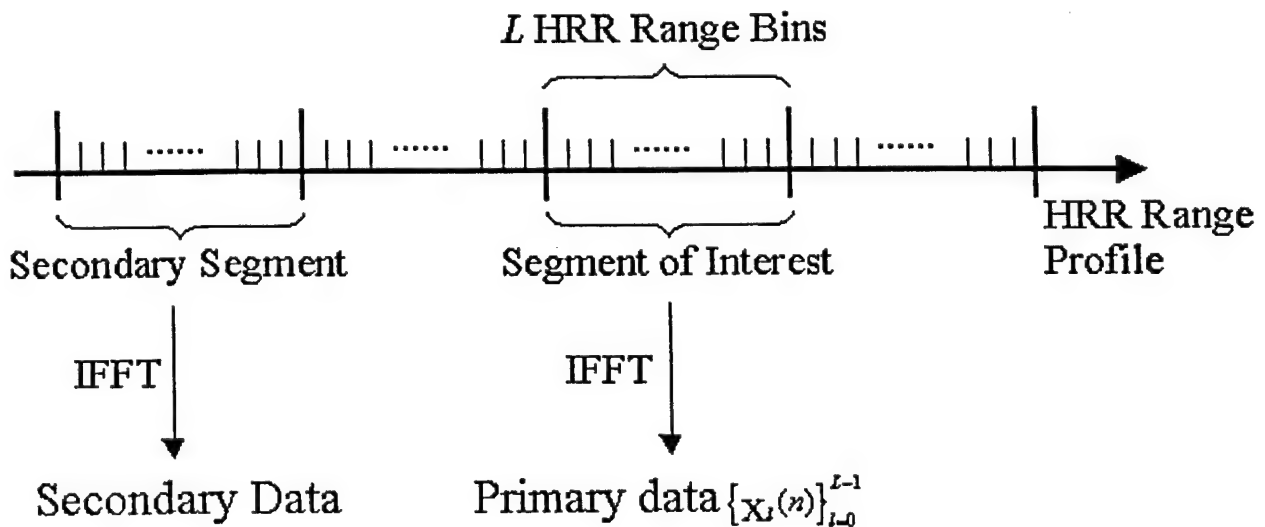 L HRR Range Bins
...... ...... ...... ......
HRR Range
Profile
Secondary Segment
Segment of Interest
IFFT
IFFT
Secondary Data
Primary data {X_l(n)}_{l=0}^{L-1}